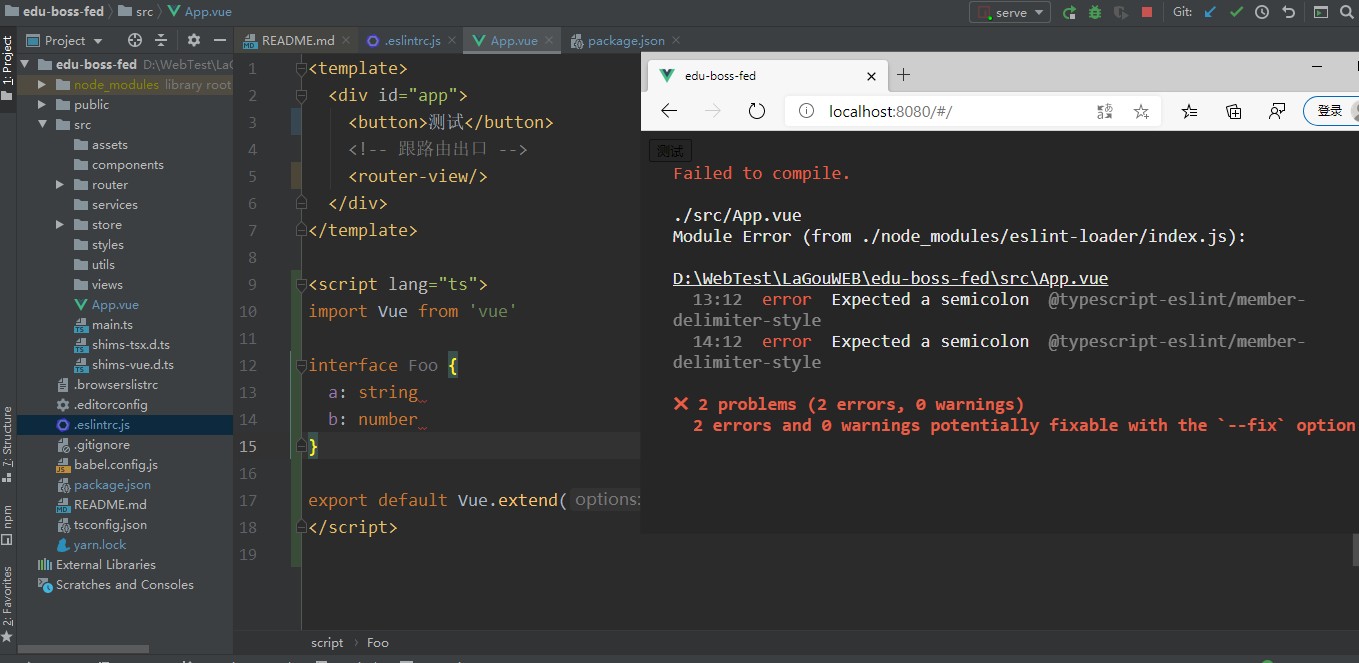 edu-boss-fed src App.vue
serve Git:
Project
README.md .eslintrc.js App.vue package.json
1: Project
edu-boss-fed D:\WebTest\LaG
node_modules library root
public
src
assets
components
router
services
store
styles
utils
views
App.vue
main.ts
shims-tsx.d.ts
shims-vue.d.ts
.browserslistrc
.editorconfig
.eslintrc.js
.gitignore
babel.config.js
package.json
README.md
tsconfig.json
yarn.lock
External Libraries
Scratches and Consoles
7: Structure
npm
2: Favorites
1 <template>
2 <div id="app">
3 <button>测试</button>
4 <!-- 跟路由出口 -->
5 <router-view/>
6 </div>
7 </template>
8
9 <script lang="ts">
10 import Vue from 'vue'
11
12 interface Foo {
13 a: string
14 b: number
15 }
16
17 export default Vue.extend( options:
18 </script>
19
script Foo
edu-boss-fed
localhost:8080/#/
登录
测试
Failed to compile.
./src/App.vue
Module Error (from ./node_modules/eslint-loader/index.js):
D:\WebTest\LaGouWEB\edu-boss-fed\src\App.vue
13:12 error Expected a semicolon @typescript-eslint/member-
delimiter-style
14:12 error Expected a semicolon @typescript-eslint/member-
delimiter-style
✖ 2 problems (2 errors, 0 warnings)
2 errors and 0 warnings potentially fixable with the `--fix` option